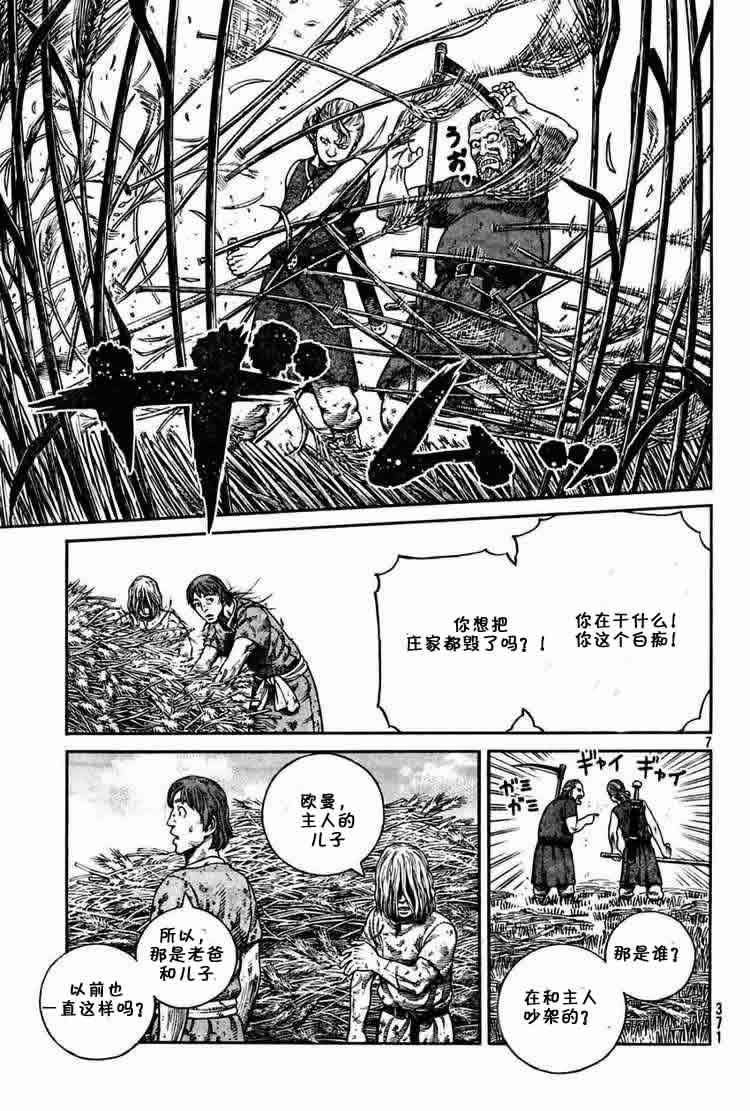 うおっ
ザムッ
你在干什么!
你这个白痴!
你想把
庄家都毁了吗?!
7
ギャイ
ギャイ
ガミ
ガミ
那是谁?
在和主人
吵架的?
欧曼,
主人的
儿子
所以,
那是老爸
和儿子
以前也
一直这样吗?
371